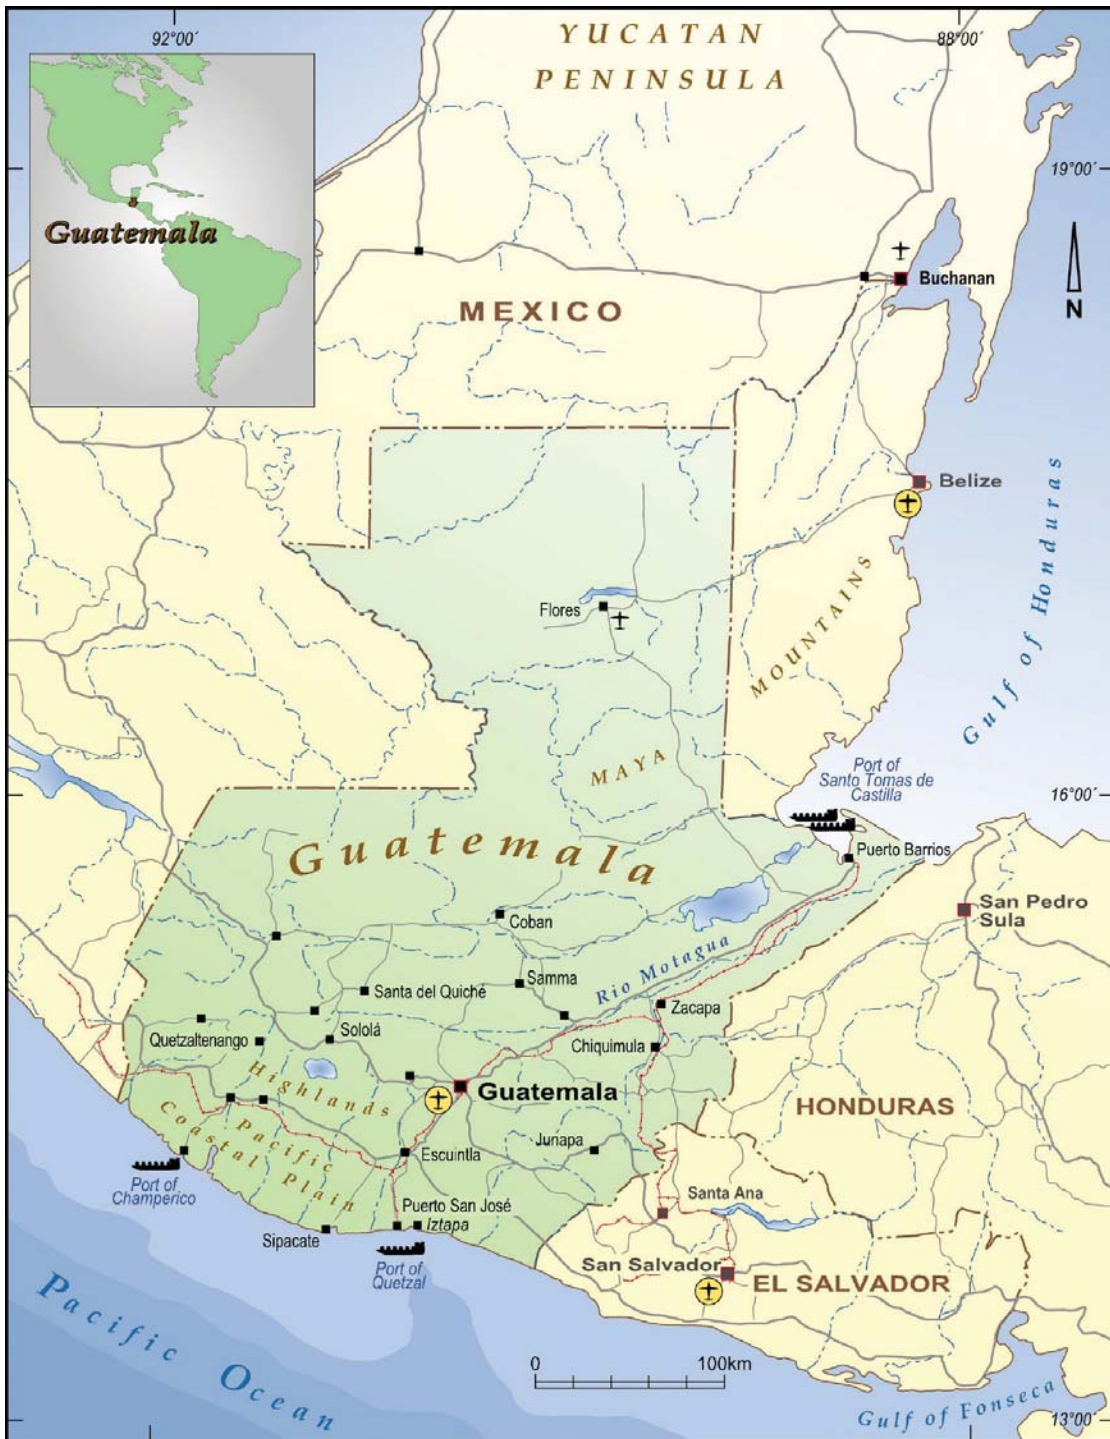 92°00´
88°00´
YUCATAN
PENINSULA
19°00´
Guatemala
Buchanan
N
MEXICO
Belize
Gulf of Honduras
Flores
MOUNTAINS
MAYA
Port of
Santo Tomas de
Castilla
16°00´
Guatemala
Puerto Barrios
San Pedro
Sula
Coban
Rio Motagua
Samma
Santa del Quiché
Zacapa
Sololá
Quetzaltenango
Chiquimula
Highlands
Guatemala
HONDURAS
Pacific
Coastal Plain
Junapa
Escuintla
Port of
Champerico
Santa Ana
Puerto San José
Iztapa
Sipacate
Port of
Quetzal
San Salvador
EL SALVADOR
Pacific Ocean
0 100km
Gulf of Fonseca
13°00´